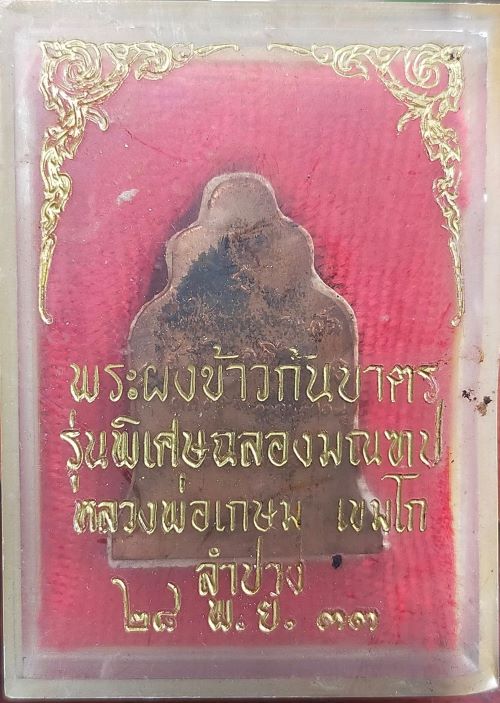 พระผงข้าวก้นบาตร
รุ่นพิเศษฉลองมณฑป
หลวงพ่อเกษม เขมโก
ลำปาง
๒๘ พ.ย. ๓๓